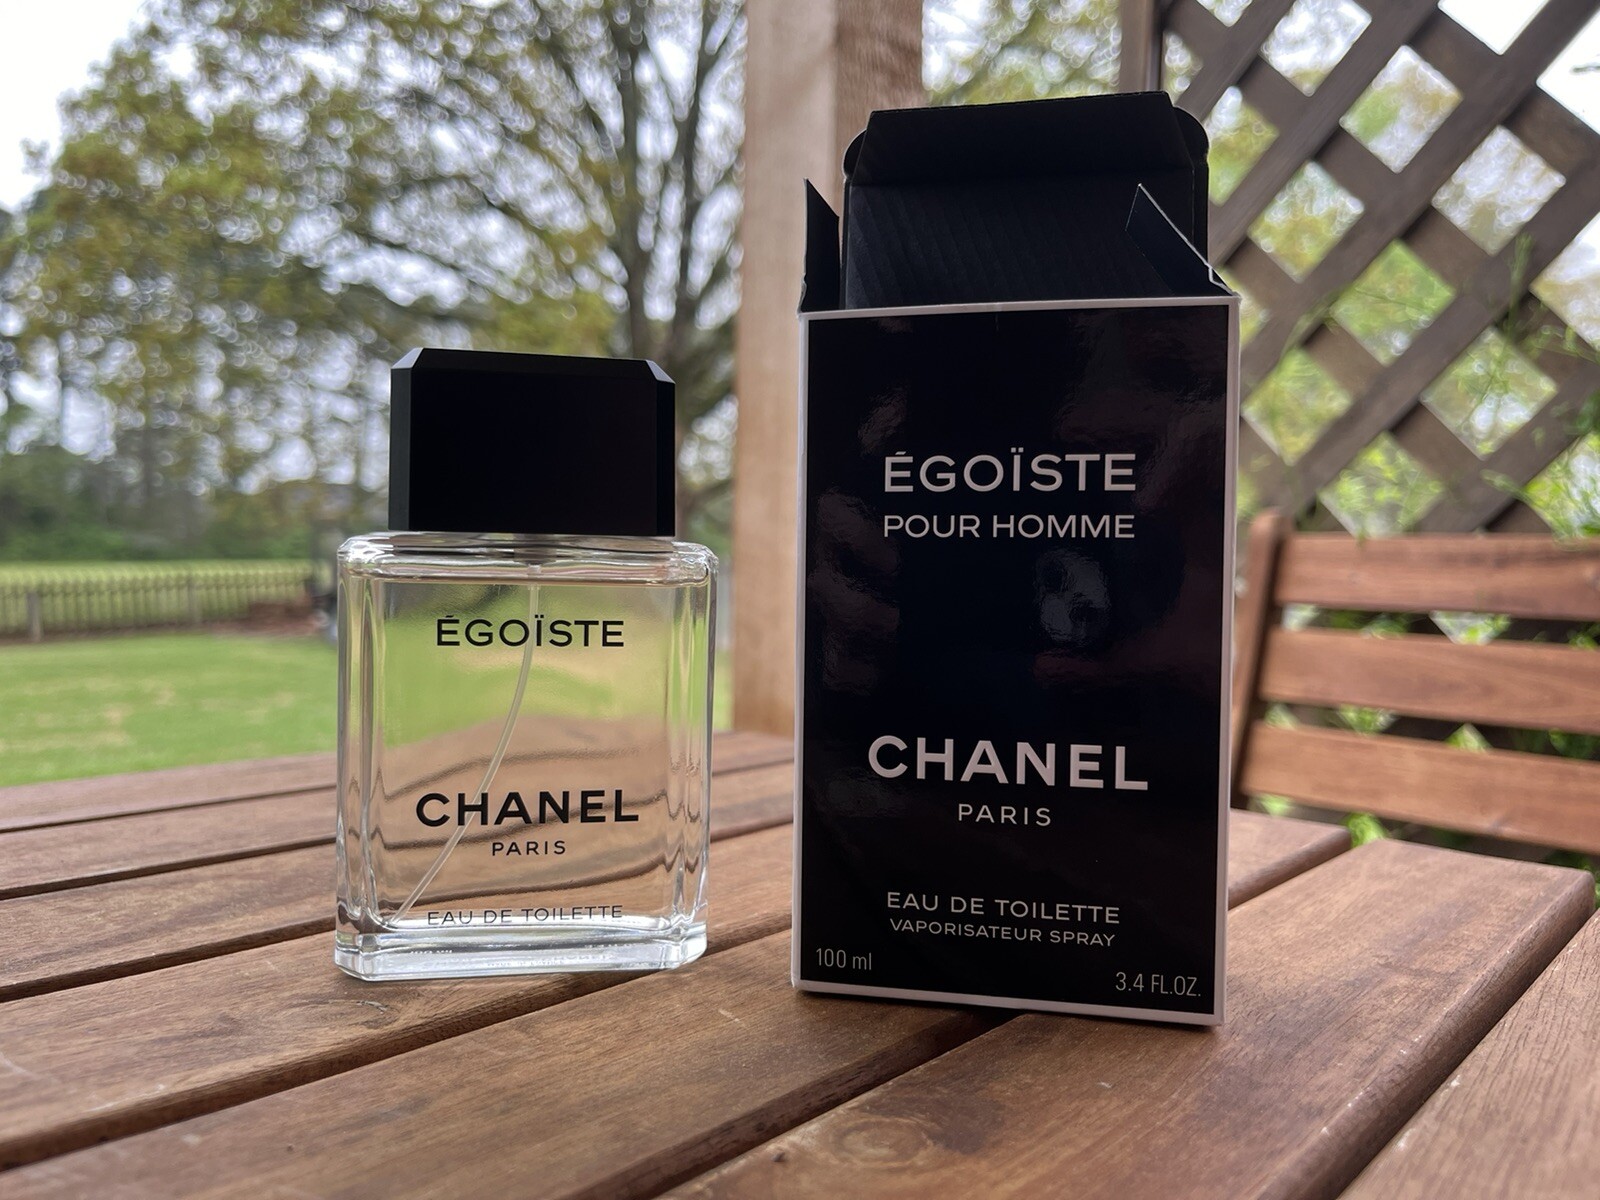 ÉGOÏSTE
CHANEL
PARIS
EAU DE TOILETTE
ÉGOÏSTE
POUR HOMME
CHANEL
PARIS
EAU DE TOILETTE
VAPORISATEUR SPRAY
100 ml
3.4 FL.OZ.